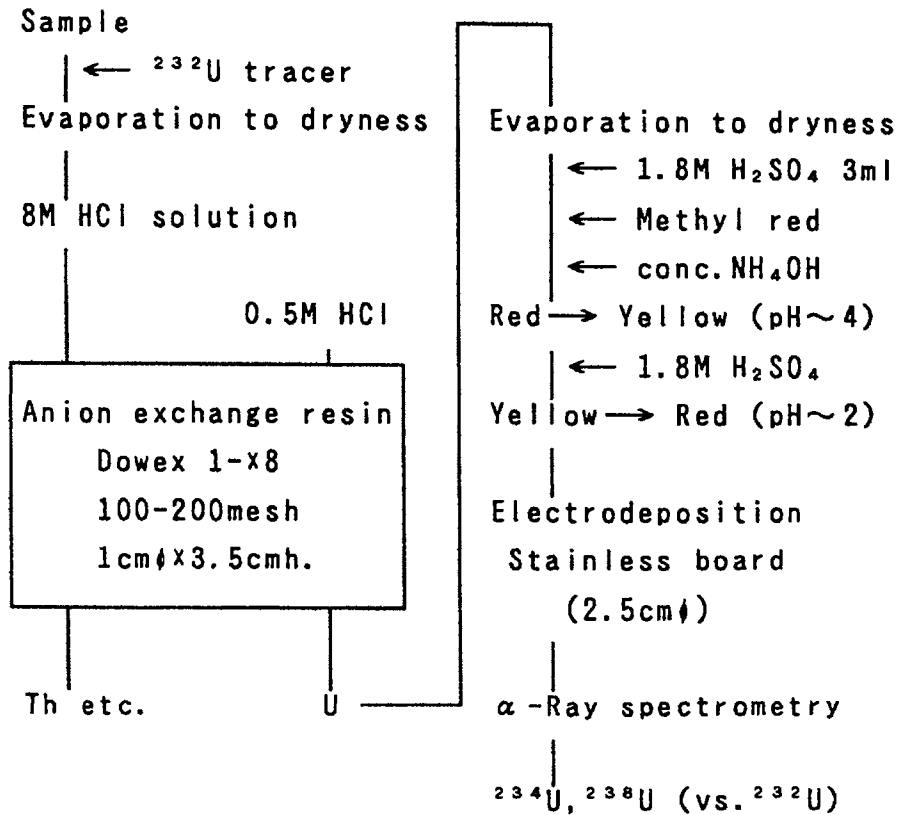 Sample
← ²³²U tracer
Evaporation to dryness
8M HCl solution
0.5M HCl
Anion exchange resin
Dowex 1-x8
100-200mesh
1cmφx3.5cmh.
Th etc.
U
Evaporation to dryness
← 1.8M H₂SO₄ 3ml
← Methyl red
← conc.NH₄OH
Red → Yellow (pH~4)
← 1.8M H₂SO₄
Yellow → Red (pH~2)
Electrodeposition
Stainless board
(2.5cmφ)
α-Ray spectrometry
²³⁴U,²³⁸U (vs.²³²U)